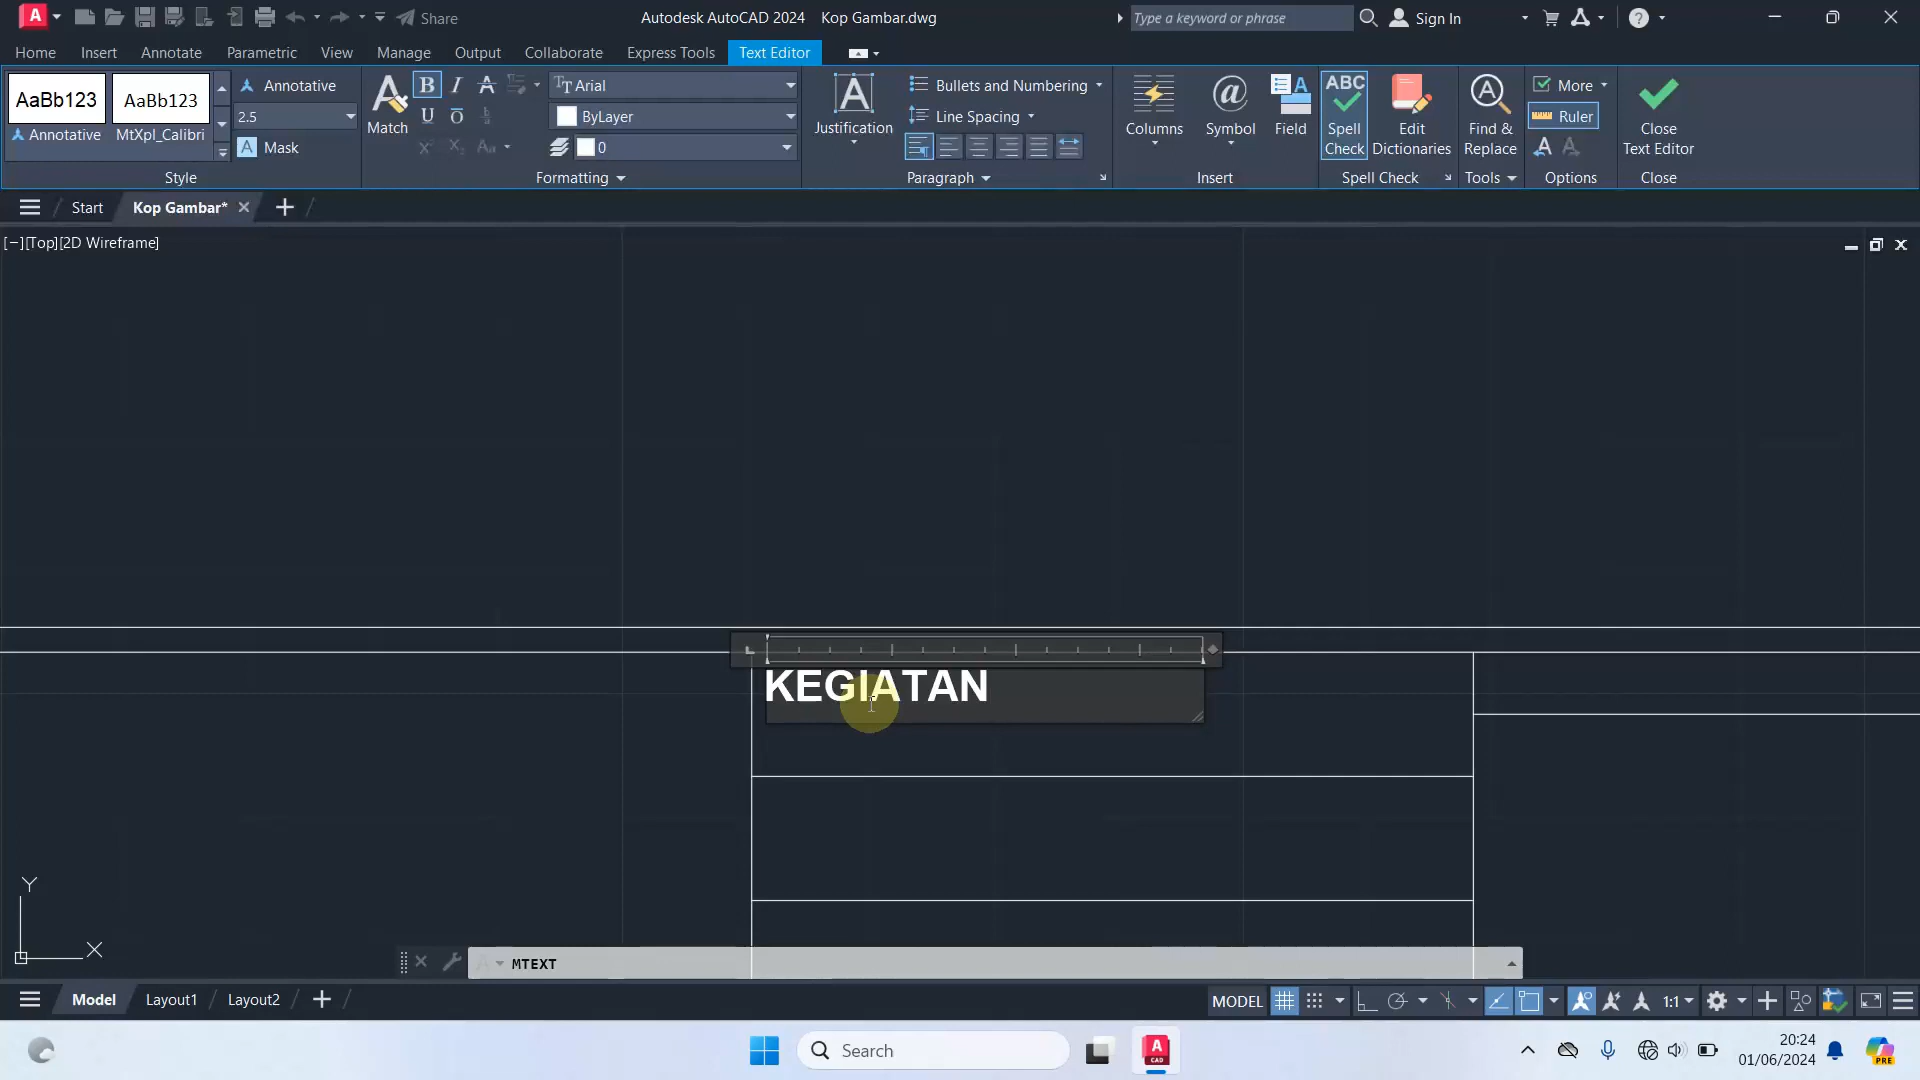 Share
Autodesk AutoCAD 2024 Kop Gambar.dwg
Type a keyword or phrase
Sign In
Home Insert Annotate Parametric View Manage Output Collaborate Express Tools Text Editor
AaBb123 AaBb123 Annotative
Annotative MtXpl_Calibri
2.5
Mask
Style
Match
B I A
U O
Arial
ByLayer
0
Formatting
Justification
Bullets and Numbering
Line Spacing
Paragraph
Columns
Symbol
Field
Insert
ABC
Spell
Check
Edit
Dictionaries
Spell Check
Find &
Replace
Tools
More
Ruler
Options
Close
Text Editor
Close
Start Kop Gambar*
[−][Top][2D Wireframe]
KEGIATAN
Y
X
MTEXT
Model Layout1 Layout2
MODEL
1:1
Search
20:24
01/06/2024
PRE